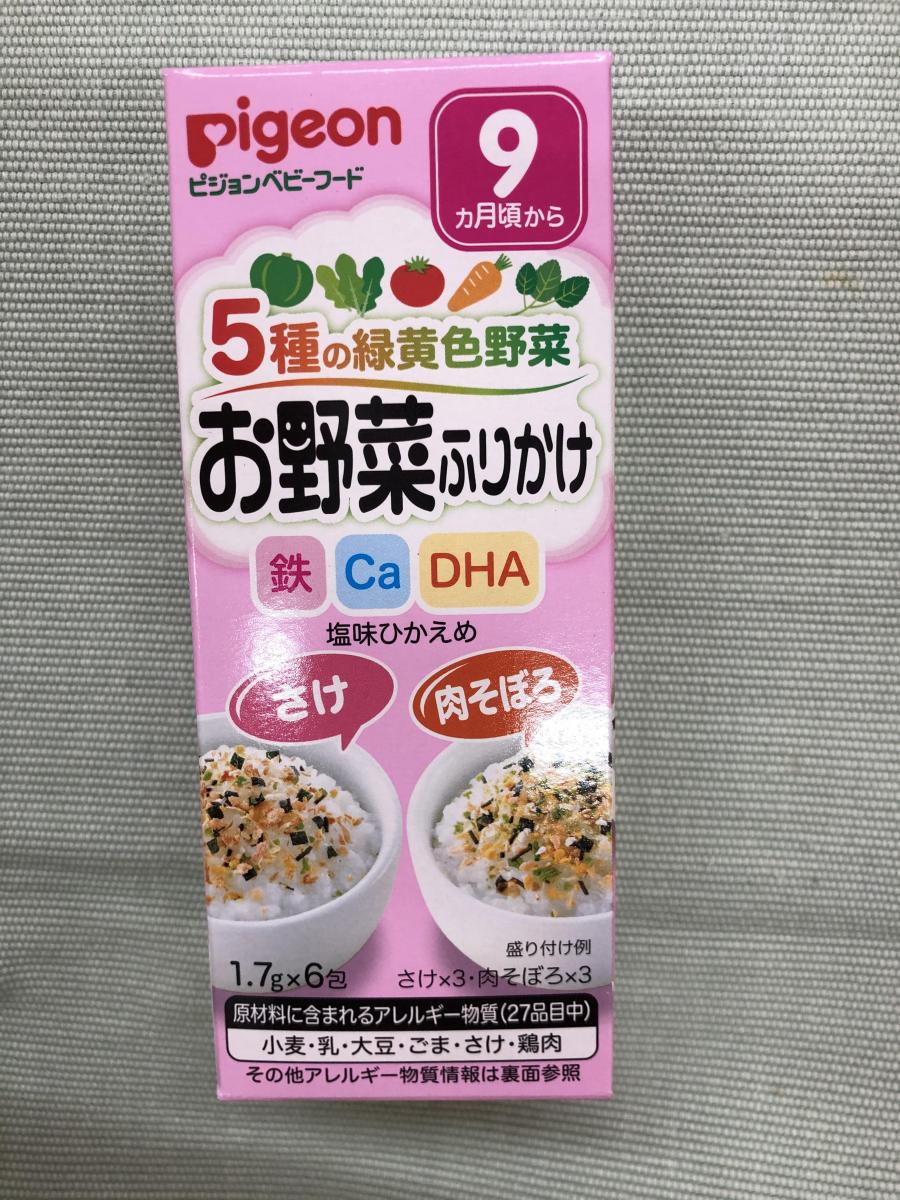 pigeon
ピジョンベビーフード
9
ヵ月頃から
5種の緑黄色野菜
お野菜ふりかけ
鉄 Ca DHA
塩味ひかえめ
さけ 肉そぼろ
盛り付け例
1.7g×6包 さけ×3・肉そぼろ×3
原材料に含まれるアレルギー物質(27品目中)
小麦・乳・大豆・ごま・さけ・鶏肉
その他アレルギー物質情報は裏面参照